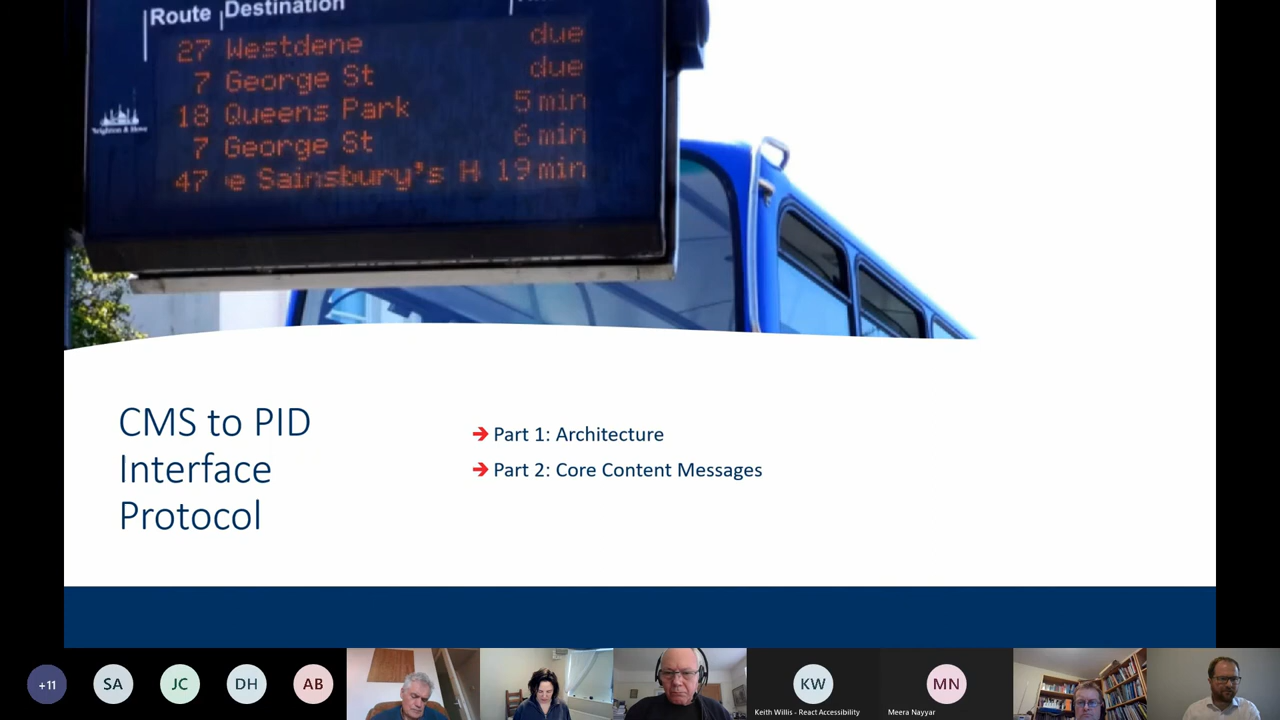 Route Destination
27 Westdene due
7 George St due
18 Queens Park 5 min
7 George St 6 min
47 e Sainsbury's H 19 min
Brighton & Hove
CMS to PID
Interface
Protocol
➔ Part 1: Architecture
➔ Part 2: Core Content Messages
+11 SA JC DH AB KW MN
Keith Willis - React Accessibility
Meera Nayyar